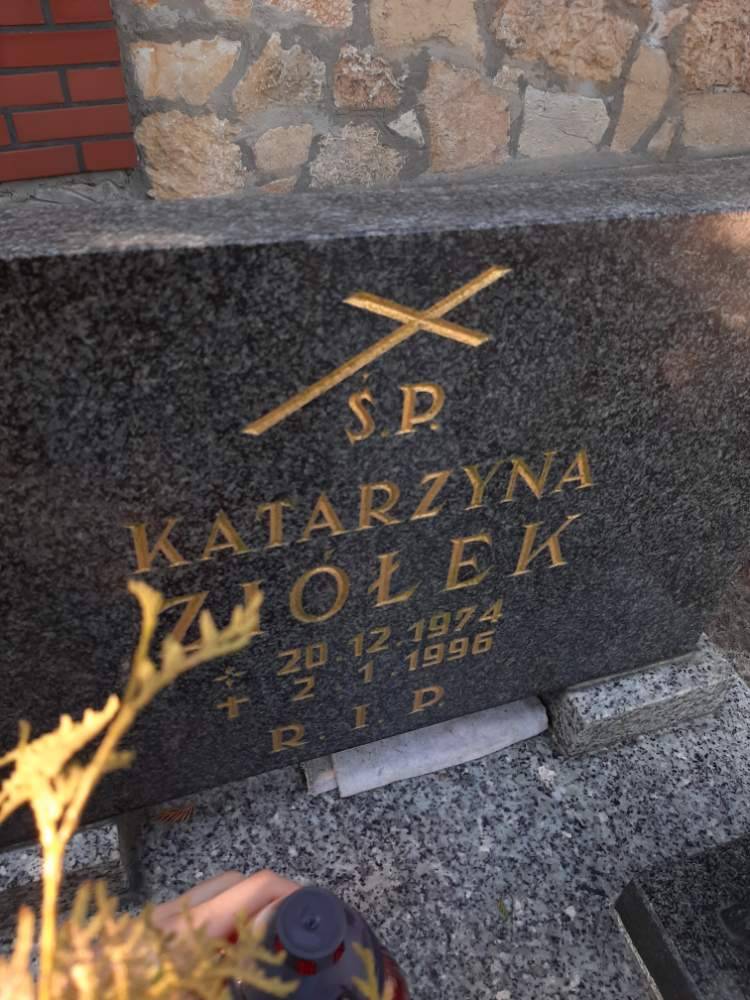 Ś.P.
KATARZYNA
ZIÓŁEK
20.12.1974
2.1.1996
R.I.P.